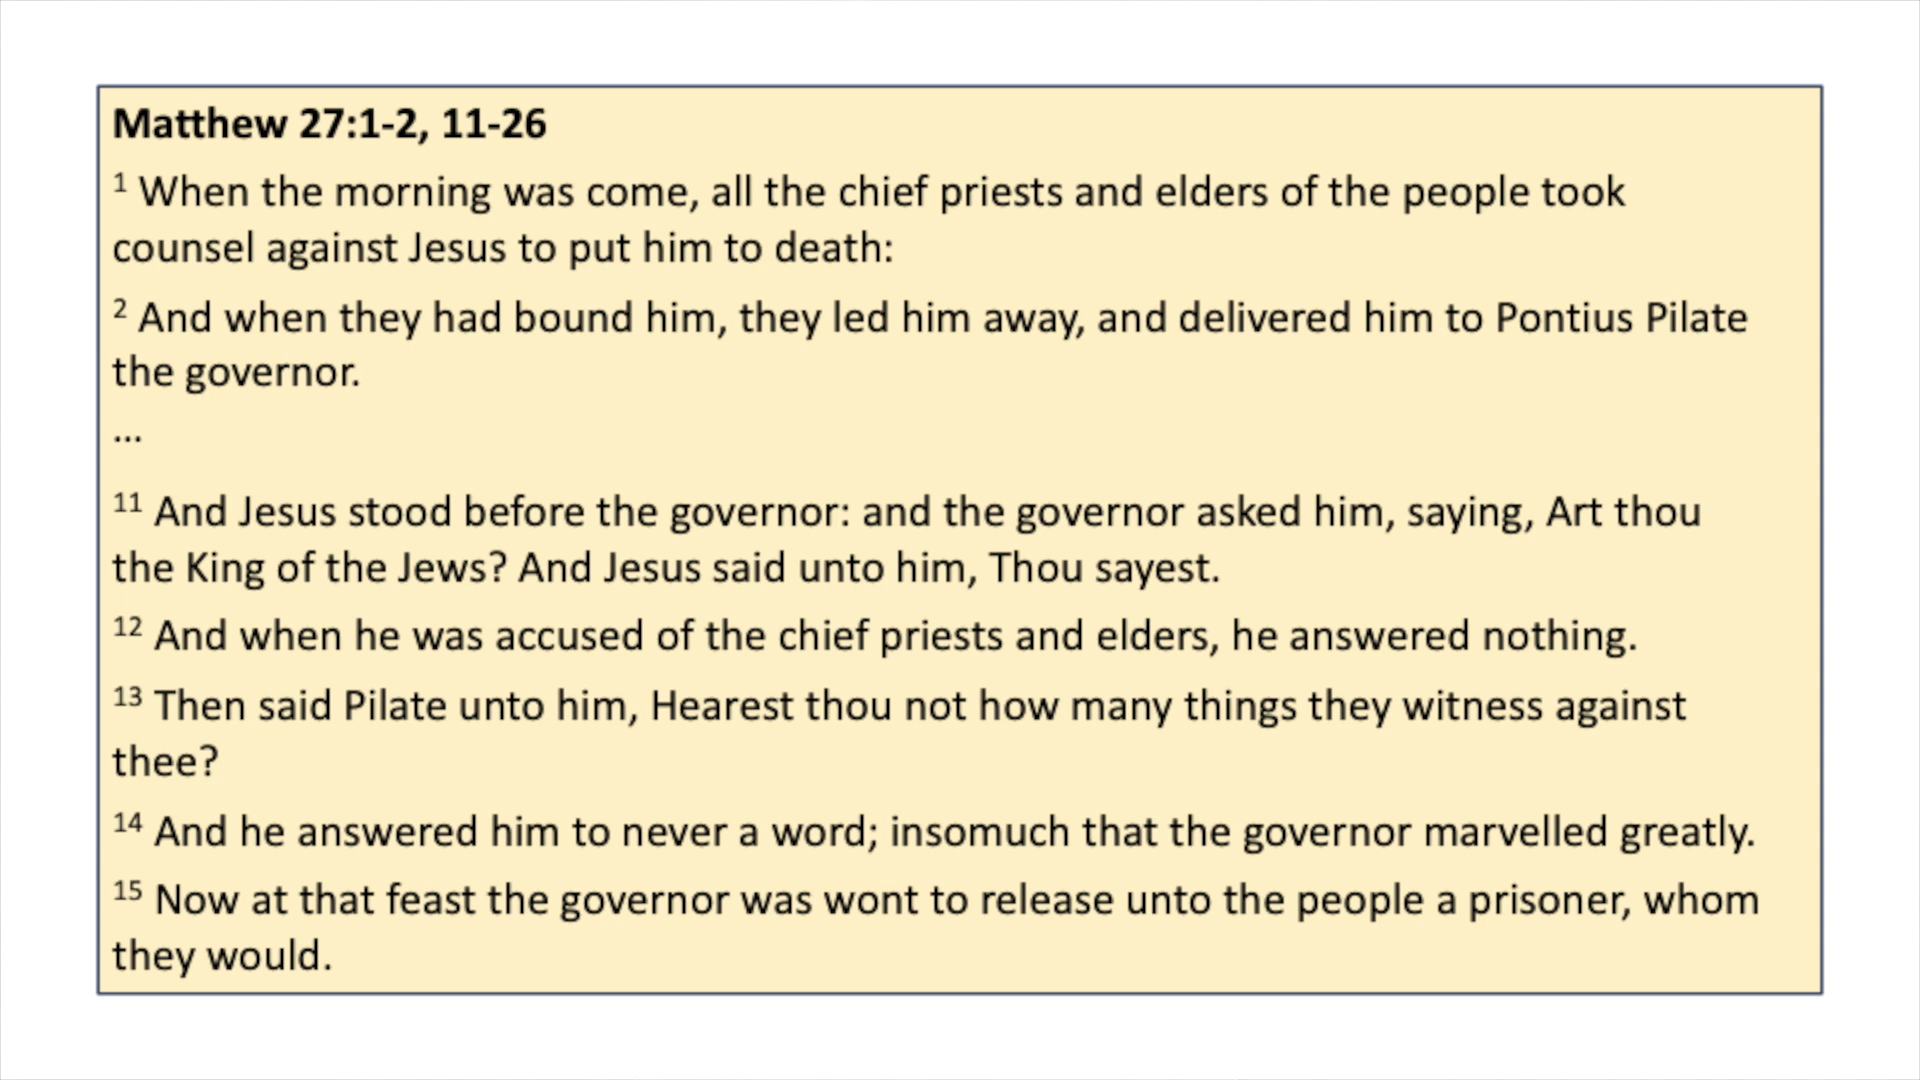 Matthew 27:1-2, 11-26
1 When the morning was come, all the chief priests and elders of the people took
counsel against Jesus to put him to death:
2 And when they had bound him, they led him away, and delivered him to Pontius Pilate
the governor.
...
11 And Jesus stood before the governor: and the governor asked him, saying, Art thou
the King of the Jews? And Jesus said unto him, Thou sayest.
12 And when he was accused of the chief priests and elders, he answered nothing.
13 Then said Pilate unto him, Hearest thou not how many things they witness against
thee?
14 And he answered him to never a word; insomuch that the governor marvelled greatly.
15 Now at that feast the governor was wont to release unto the people a prisoner, whom
they would.